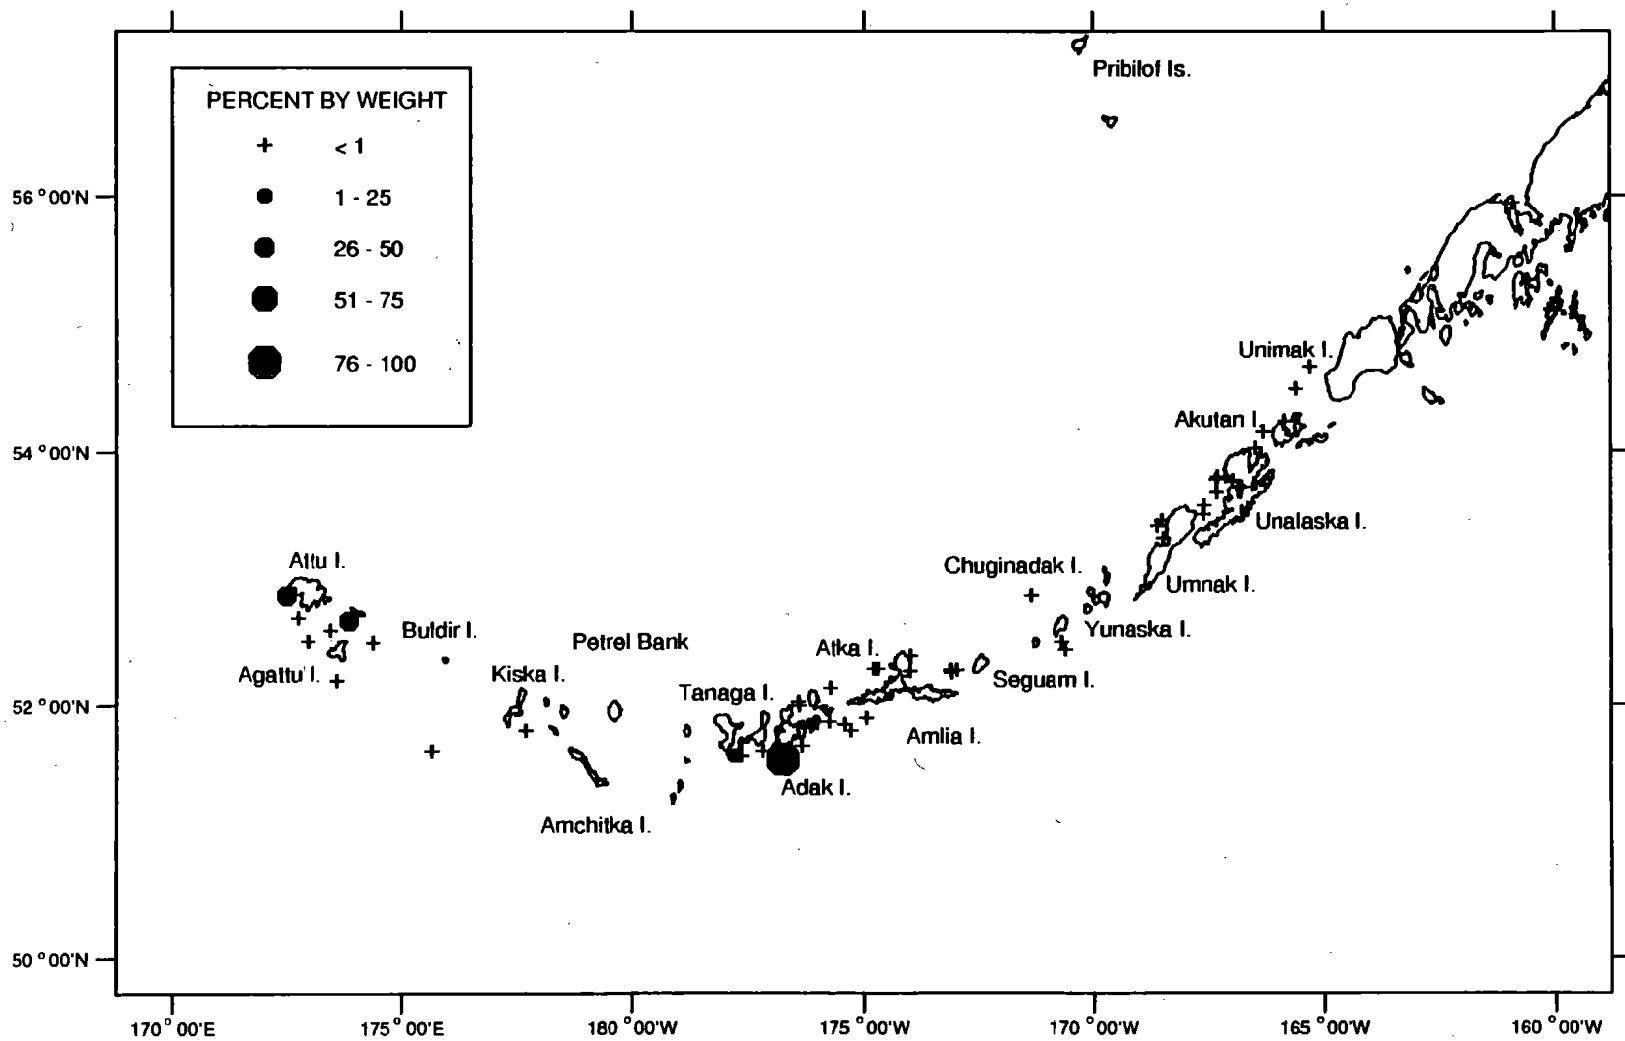 Pribilof Is.
PERCENT BY WEIGHT
+ < 1
1 - 25
26 - 50
51 - 75
76 - 100
56°00'N
Unimak I.
Akutan I.
54°00'N
Unalaska I.
Attu I.
Chuginadak I.
Umnak I.
Buldir I.
Petrel Bank
Yunaska I.
Atka I.
Agattu I.
Kiska I.
Seguam I.
Tanaga I.
52°00'N
Amlia I.
Adak I.
Amchitka I.
50°00'N
170°00'E 175°00'E 180°00'W 175°00'W 170°00'W 165°00'W 160°00'W